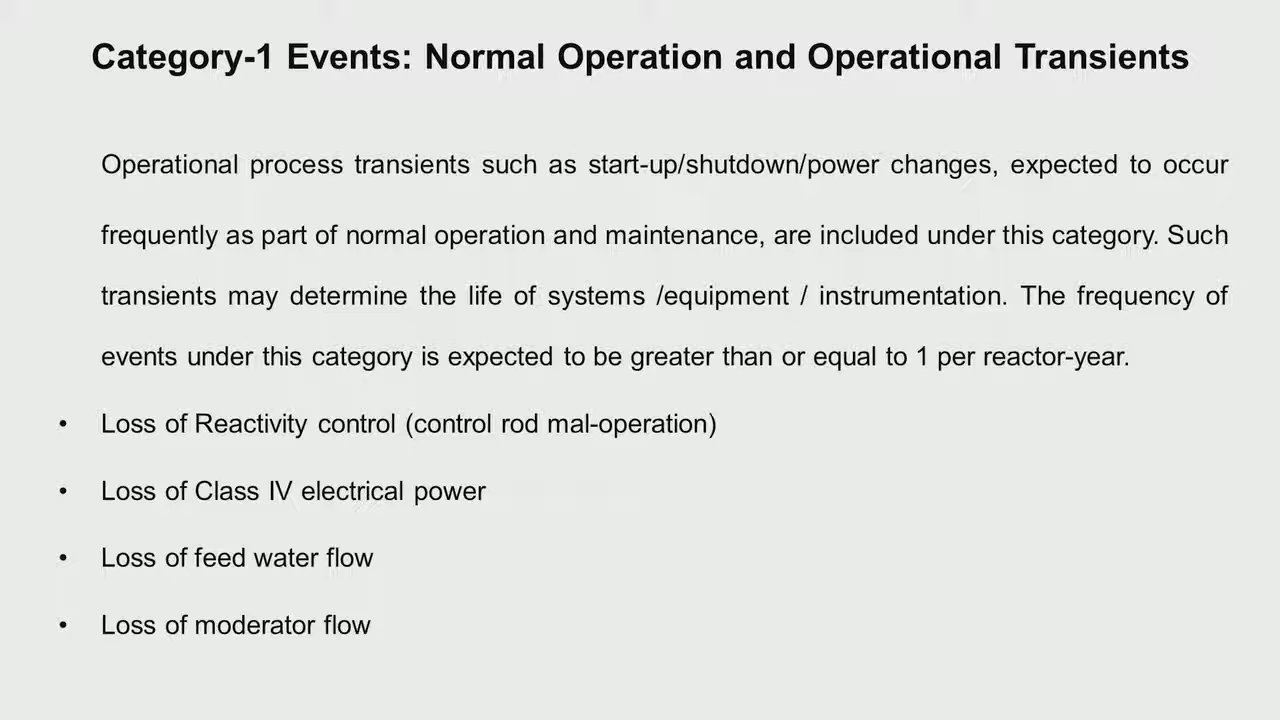 Category-1 Events: Normal Operation and Operational Transients
Operational process transients such as start-up/shutdown/power changes, expected to occur
frequently as part of normal operation and maintenance, are included under this category. Such
transients may determine the life of systems /equipment / instrumentation. The frequency of
events under this category is expected to be greater than or equal to 1 per reactor-year.
• Loss of Reactivity control (control rod mal-operation)
• Loss of Class IV electrical power
• Loss of feed water flow
• Loss of moderator flow